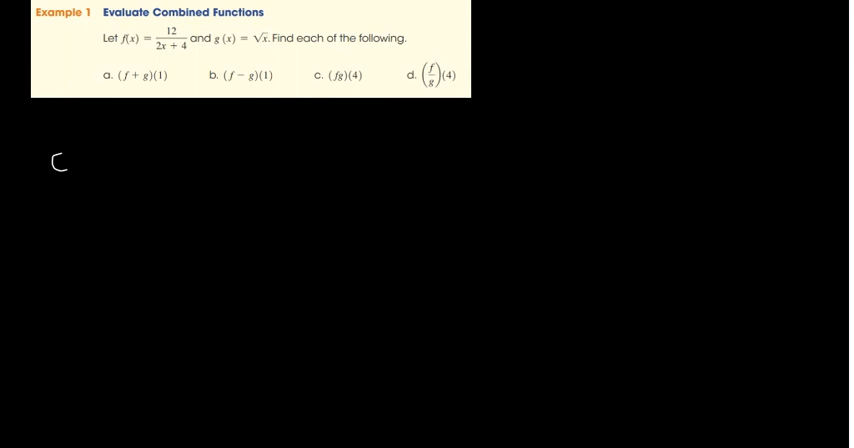 Example 1 Evaluate Combined Functions
Let f(x) = 12/(2x + 4) and g (x) = √x. Find each of the following.
a. (f + g)(1) b. (f − g)(1) c. (fg)(4) d. (f/g)(4)
C